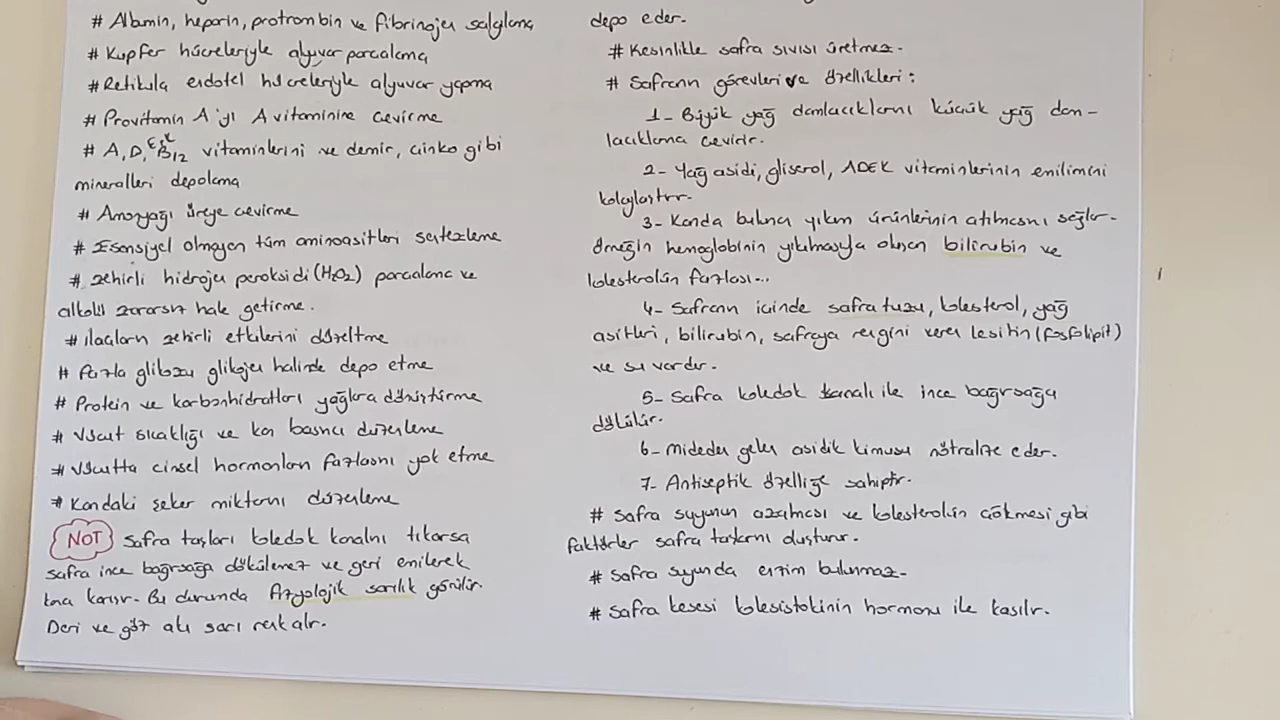 # Albumin, heparin, protrombin ve fibrinojen salgılama
# Kupfer hücreleriyle alyuvar parçalama
# Retikula endotel hücreleriyle alyuvar yapma
# Provitamin A'yı A vitaminine çevirme
# A, D, E, K, B12 vitaminlerini ve demir, çinko gibi
mineralleri depolama
# Amonyağı üreye çevirme
# Esansiyel olmayan tüm aminoasitleri sentezleme
# zehirli hidrojen peroksidi (H2O2) parçalama ve
alkolü zararsız hale getirme.
# ilaçların zehirli etkilerini düzeltme
# Fazla glikozu glikojen halinde depo etme
# Protein ve karbonhidratları yağlara dönüştürme
# Vücut sıcaklığı ve kan basıncı düzenleme
# Vücutta cinsel hormonların fazlasını yok etme
# Kandaki şeker miktarını düzenleme
NOT Safra taşları koledok kanalını tıkarsa
safra ince bağırsağa dökülemez ve geri emilerek
kana karışır. Bu durumda Fizyolojik sarılık görülür.
Deri ve göz akı sarı renk alır.
depo eder.
# Kesinlikle safra sıvısı üretmez.
# Safranın görevleri ve özellikleri:
1- Büyük yağ damlacıklarını küçük yağ dam-
lacıklarına çevirir.
2- Yağ asidi, gliserol, ADEK vitaminlerinin emilimini
kolaylaştırır.
3- Kanda bulunan yıkım ürünlerinin atılmasını sağlar.
örneğin hemoglobinin yıkılmasıyla oluşan bilirubin ve
kolesterolün fazlası...
4- Safranın içinde safra tuzu, kolesterol, yağ
asitleri, bilirubin, safraya rengini veren lesitin (fosfolipit)
ve su vardır.
5- Safra koledok kanalı ile ince bağırsağa
dökülür.
6- Mideden gelen asidik kimusu nötralize eder.
7- Antiseptik özelliğe sahiptir.
# Safra suyunun azalması ve kolesterolün çökmesi gibi
faktörler safra taşlarını oluşturur.
# Safra suyunda enzim bulunmaz.
# Safra kesesi kolesistokinin hormonu ile kasılır.